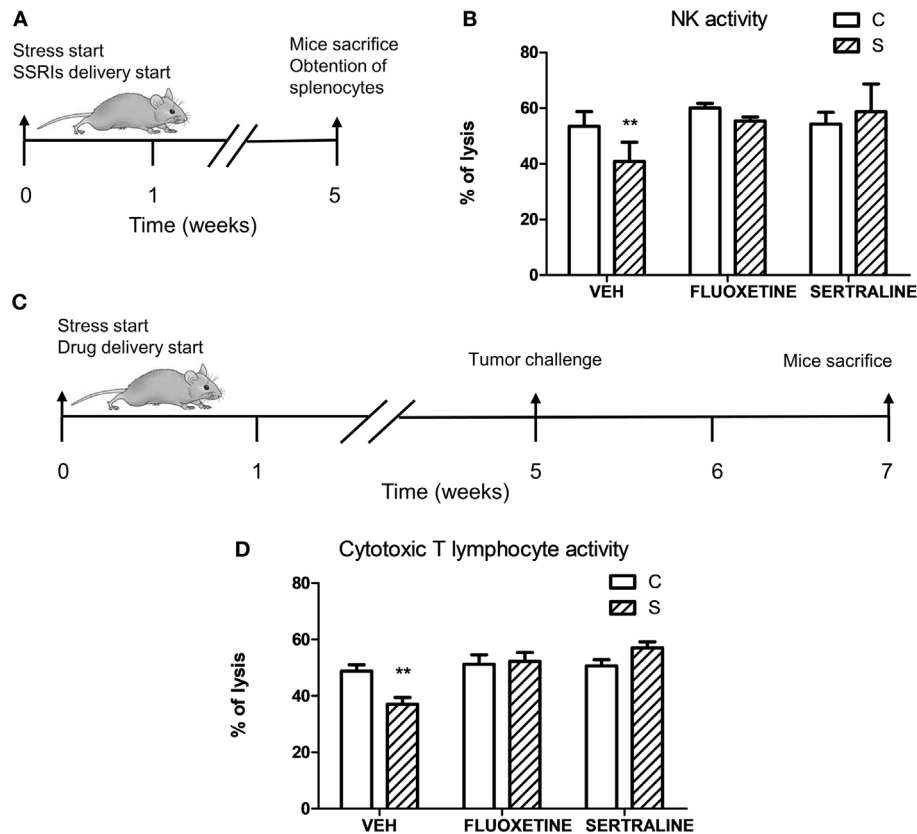 A
Stress start
SSRIs delivery start
Mice sacrifice
Obtention of
splenocytes
0
1
5
Time (weeks)
B
NK activity
C
S
% of lysis
80
60
40
20
0
**
VEH
FLUOXETINE
SERTRALINE
C
Stress start
Drug delivery start
Tumor challenge
Mice sacrifice
0
1
5
6
7
Time (weeks)
D
Cytotoxic T lymphocyte activity
C
S
% of lysis
80
60
40
20
0
**
VEH
FLUOXETINE
SERTRALINE